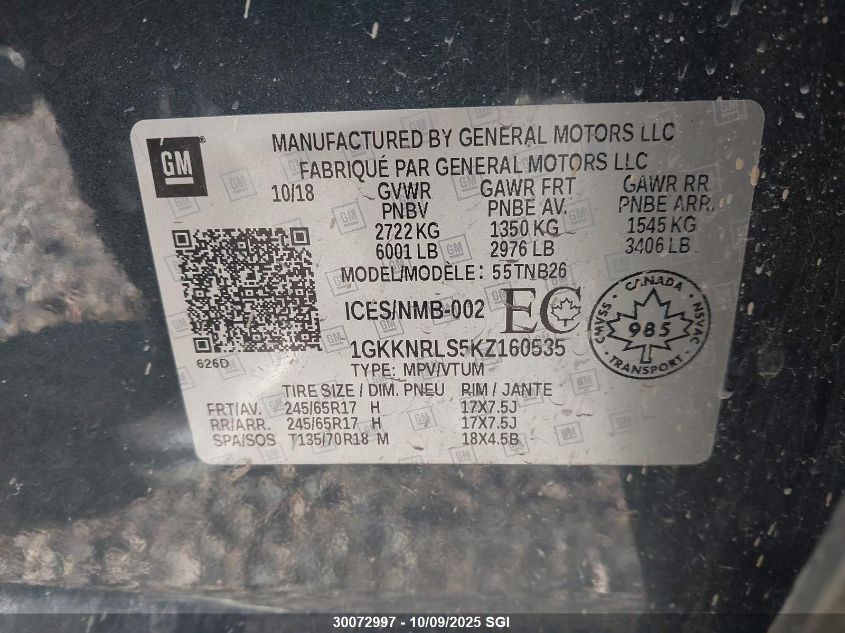 GM
MANUFACTURED BY GENERAL MOTORS LLC
FABRIQUÉ PAR GENERAL MOTORS LLC
10/18 GVWR GAWR FRT GAWR RR
PNBV PNBE AV. PNBE ARR.
2722 KG 1350 KG 1545 KG
6001 LB 2976 LB 3406 LB
MODEL/MODÈLE: 55TNB26
ICES/NMB-002 EC
CANADA
CMVSS 985 NSVAC
1GKKNRLS5KZ160535
626D
TYPE: MPV/VTUM
TIRE SIZE / DIM. PNEU RIM / JANTE
FRT/AV. 245/65R17 H 17X7.5J
RR/ARR. 245/65R17 H 17X7.5J
SPA/SOS T135/70R18 M 18X4.5B
30072997 - 10/09/2025 SGI